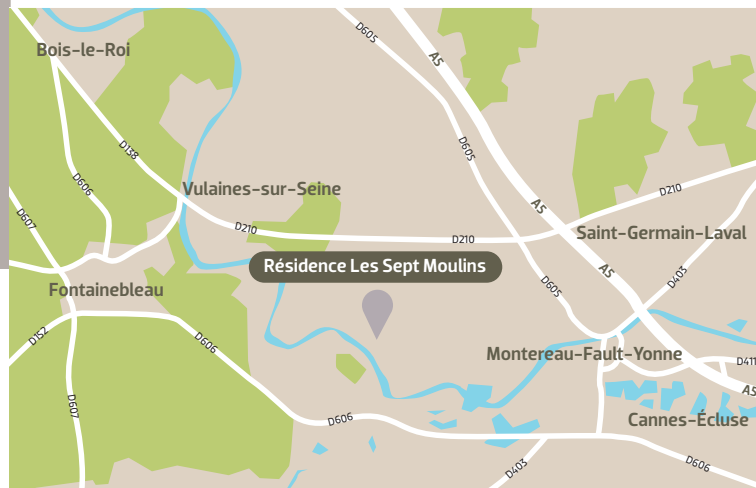 D605
A5
Bois-le-Roi
D138
D605
D606
Vulaines-sur-Seine
D210
A5
D607
D210
D210
Saint-Germain-Laval
Résidence Les Sept Moulins
A5
D403
Fontainebleau
D605
D152
D606
Montereau-Fault-Yonne
D411
A5
D607
D606
Cannes-Écluse
D403
D606